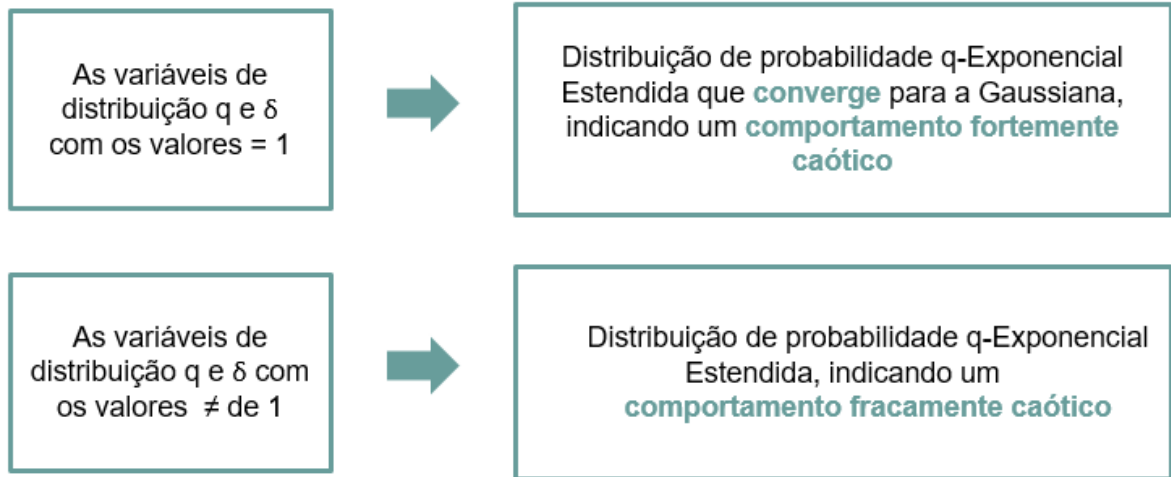 As variáveis de
distribuição q e δ
com os valores = 1
Distribuição de probabilidade q-Exponencial
Estendida que converge para a Gaussiana,
indicando um comportamento fortemente
caótico
As variáveis de
distribuição q e δ com
os valores ≠ de 1
Distribuição de probabilidade q-Exponencial
Estendida, indicando um
comportamento fracamente caótico